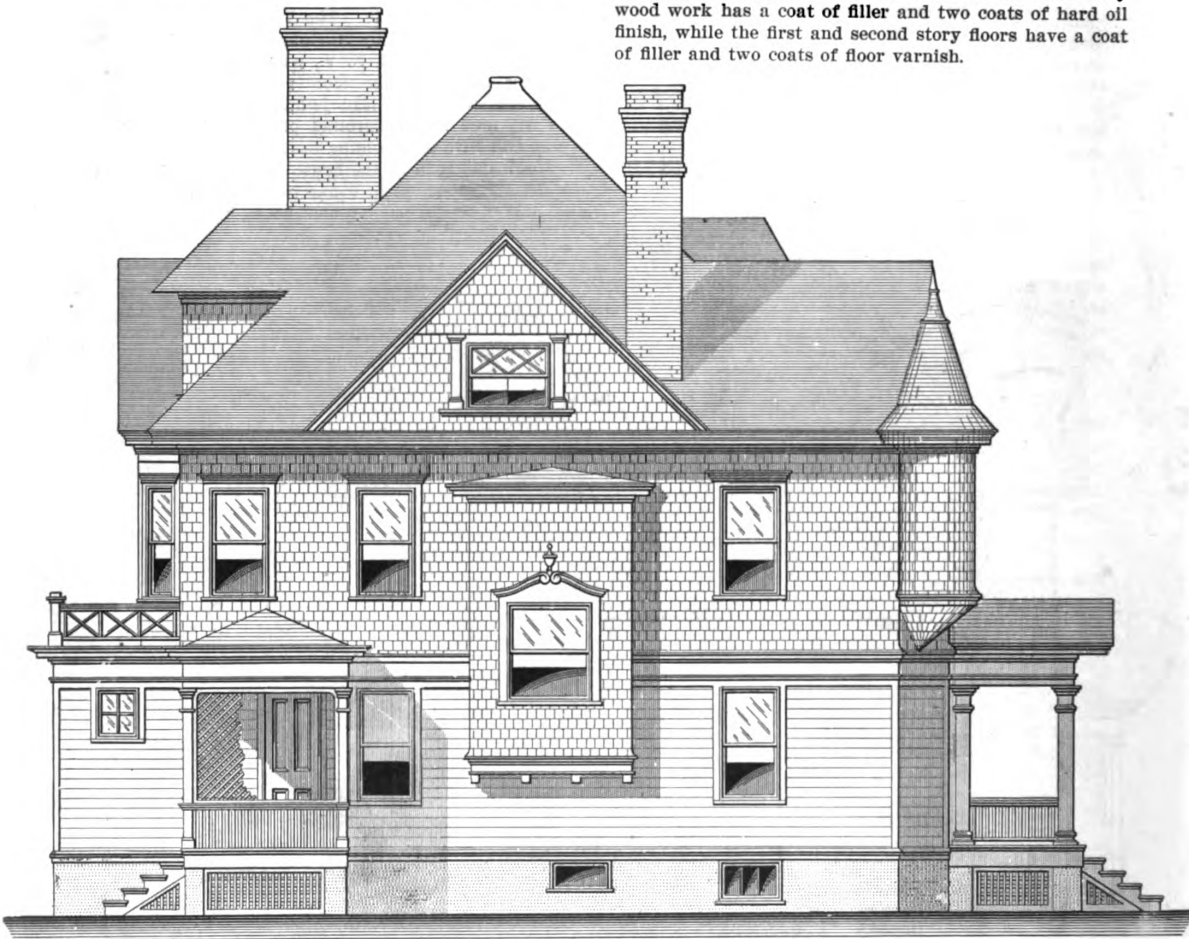 wood work has a coat of filler and two coats of hard oil
finish, while the first and second story floors have a coat
of filler and two coats of floor varnish.